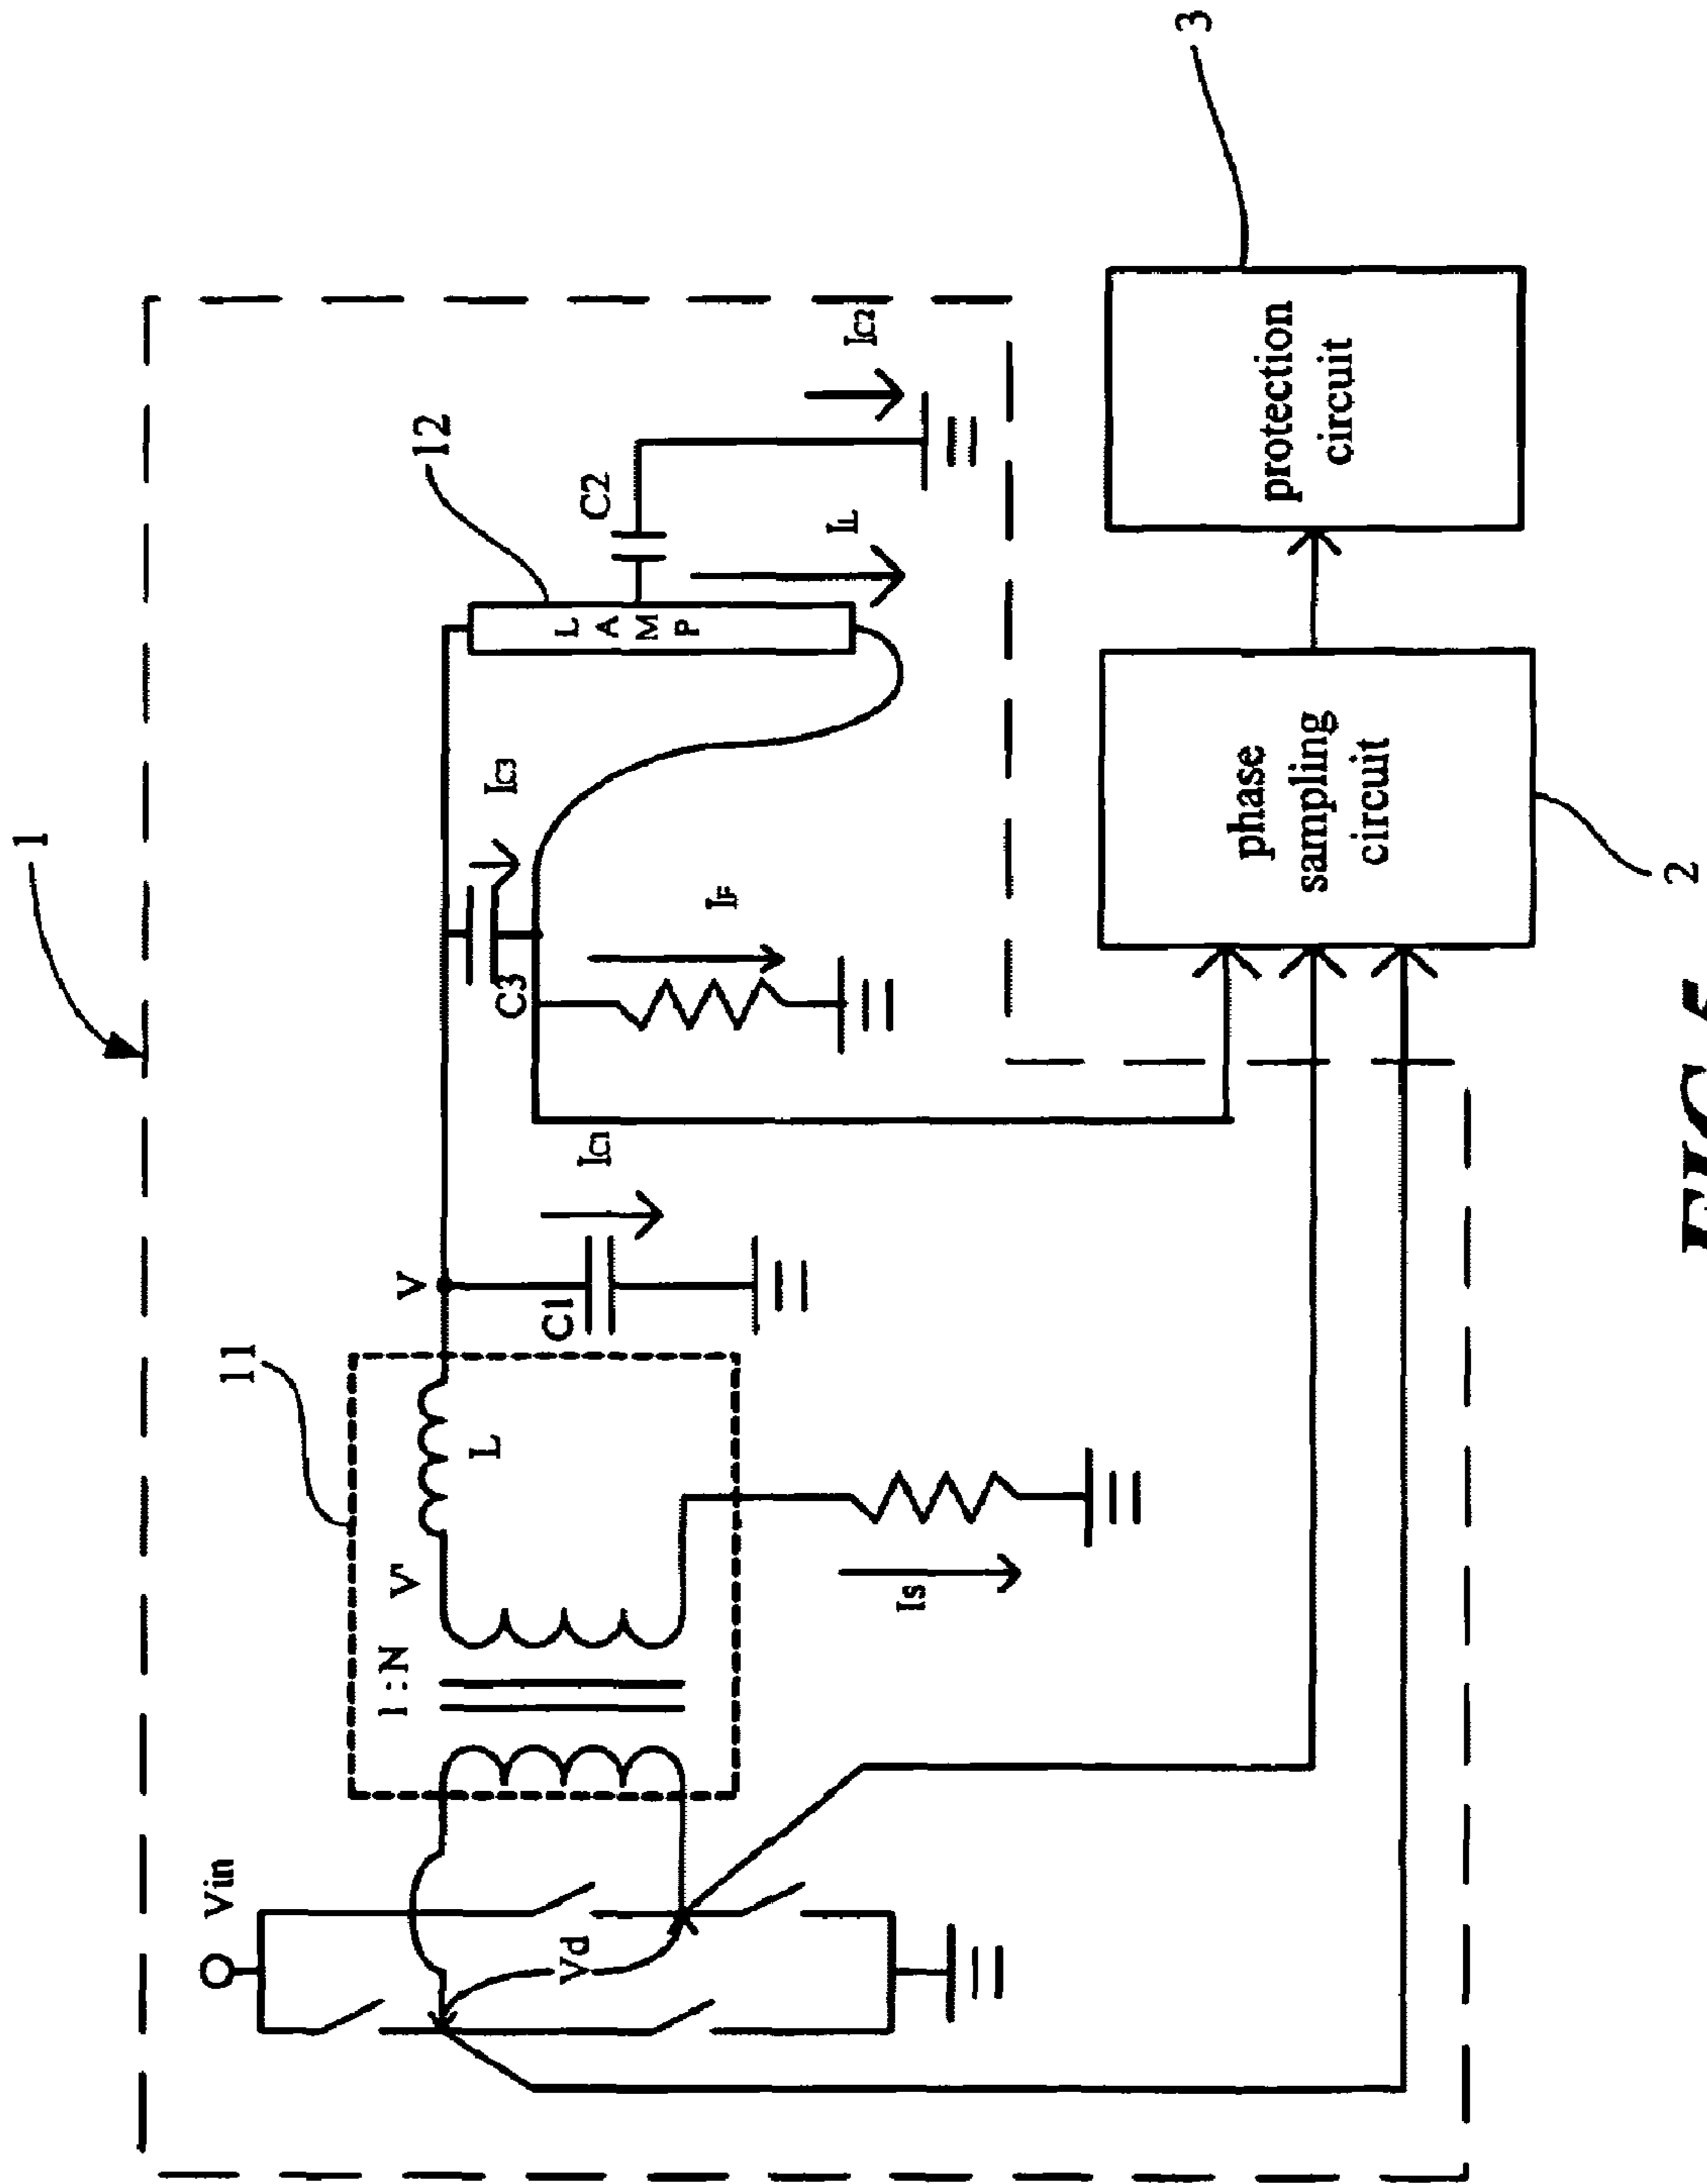 1
Vin
Vd
11
1:N
V'
L
Is
V
C1
IC1
C3
IC3
IF
12
L
A
M
P
C2
IC2
IL
phase
sampling
circuit
2
protection
circuit
3